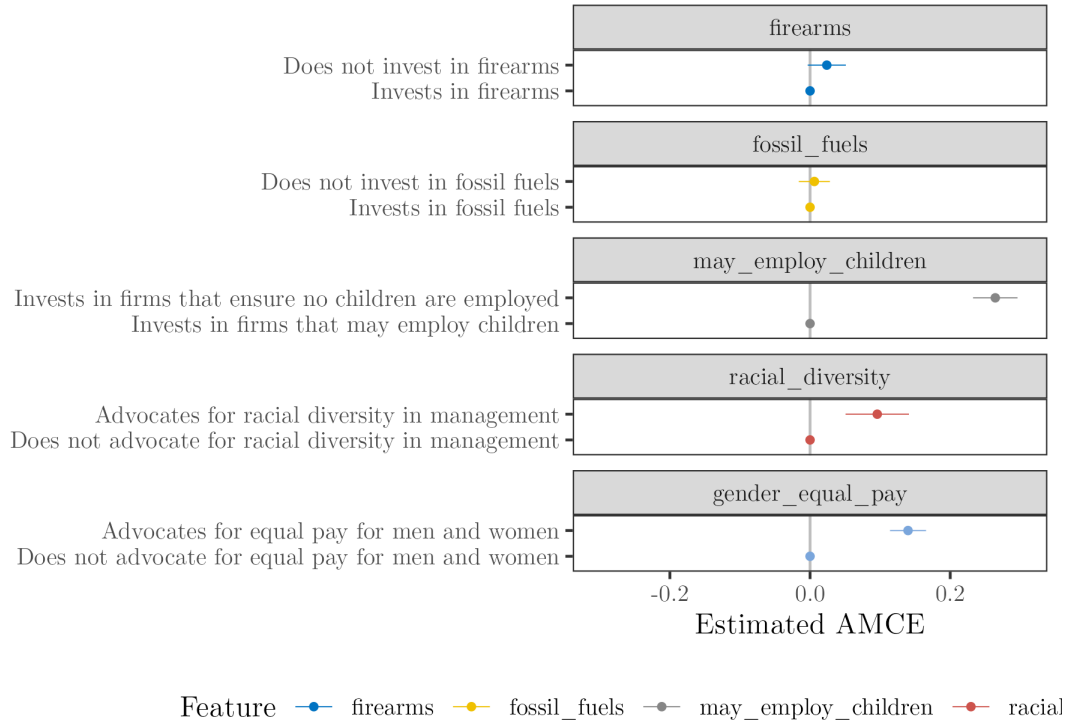 firearms
Does not invest in firearms
Invests in firearms
fossil_fuels
Does not invest in fossil fuels
Invests in fossil fuels
may_employ_children
Invests in firms that ensure no children are employed
Invests in firms that may employ children
racial_diversity
Advocates for racial diversity in management
Does not advocate for racial diversity in management
gender_equal_pay
Advocates for equal pay for men and women
Does not advocate for equal pay for men and women
-0.2 0.0 0.2
Estimated AMCE
Feature firearms fossil_fuels may_employ_children racial